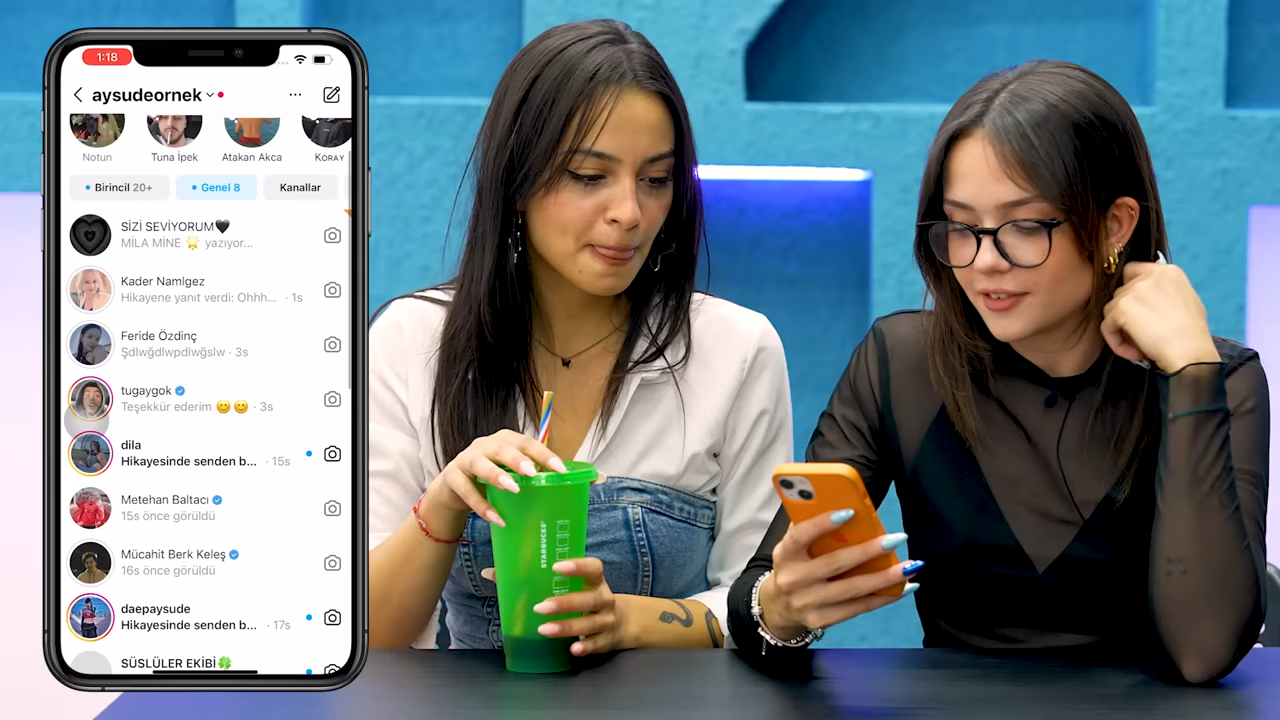 1:18
aysudeornek
Notun
Tuna İpek
Atakan Akca
KORAY
Birincil 20+
Genel 8
Kanallar
SİZİ SEVİYORUM🖤
MİLA MİNE 🌟 yazıyor...
Kader Namlgez
Hikayene yanıt verdi: Ohhh... · 1s
Feride Özdinç
Şdlwğdlwpdlwğslw · 3s
tugaygok
Teşekkür ederim 😊😊 · 3s
dila
Hikayesinde senden b... · 15s
Metehan Baltacı
15s önce görüldü
Mücahit Berk Keleş
16s önce görüldü
daepaysude
Hikayesinde senden b... · 17s
SÜSLÜLER EKİBİ🍀
STARBUCKS